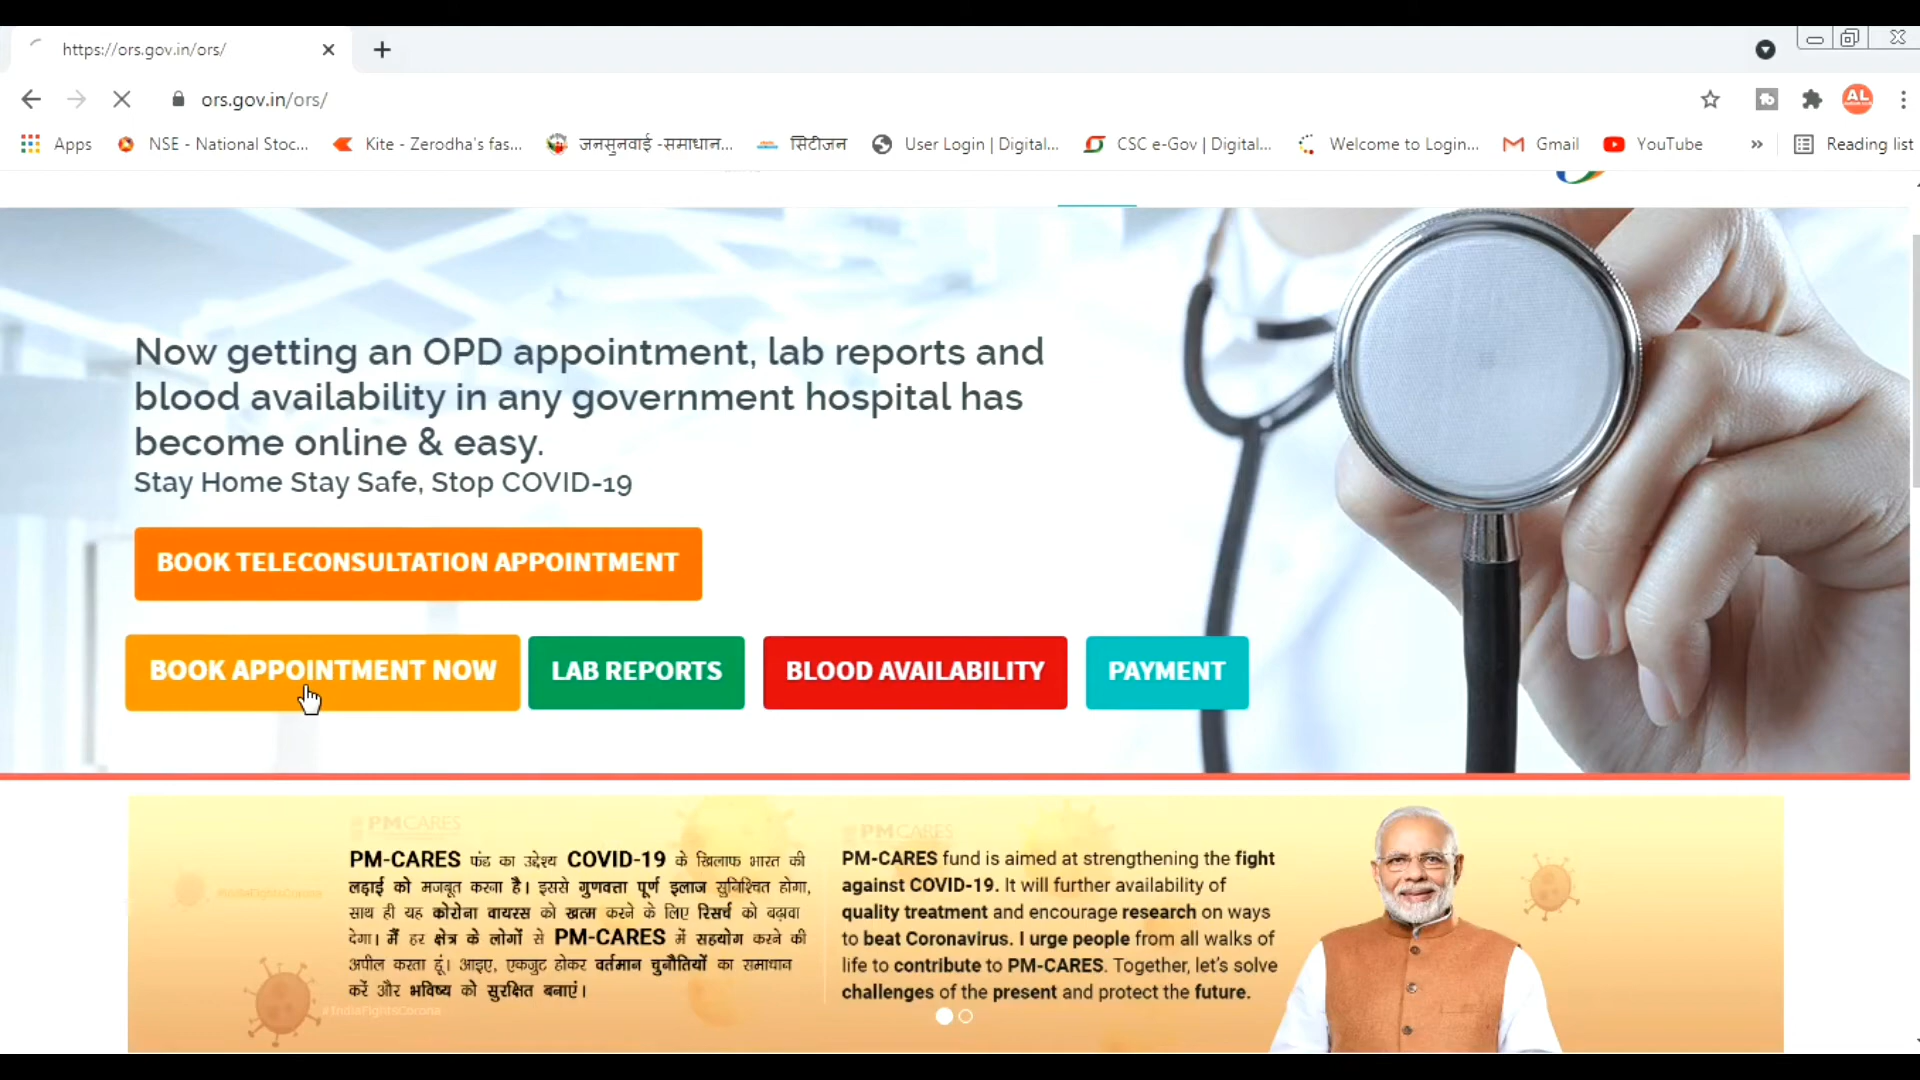 https://ors.gov.in/ors/
ors.gov.in/ors/
AL
Apps NSE - National Stoc... Kite - Zerodha's fas... जनसुनवाई -समाधान... सिटीजन User Login | Digital... CSC e-Gov | Digital... Welcome to Login... Gmail YouTube » Reading list
Now getting an OPD appointment, lab reports and
blood availability in any government hospital has
become online & easy.
Stay Home Stay Safe, Stop COVID-19
BOOK TELECONSULTATION APPOINTMENT
BOOK APPOINTMENT NOW LAB REPORTS BLOOD AVAILABILITY PAYMENT
PMCARES
PM-CARES फंड का उद्देश्य COVID-19 के खिलाफ भारत की
लड़ाई को मजबूत करना है। इससे गुणवत्ता पूर्ण इलाज सुनिश्चित होगा,
साथ ही यह कोरोना वायरस को खत्म करने के लिए रिसर्च को बढ़ावा
देगा। मैं हर क्षेत्र के लोगों से PM-CARES में सहयोग करने की
अपील करता हूं। आइए, एकजुट होकर वर्तमान चुनौतियों का समाधान
करें और भविष्य को सुरक्षित बनाएं।
#IndiaFightsCorona
#IndiaFightsCorona
PMCARES
PM-CARES fund is aimed at strengthening the fight
against COVID-19. It will further availability of
quality treatment and encourage research on ways
to beat Coronavirus. I urge people from all walks of
life to contribute to PM-CARES. Together, let's solve
challenges of the present and protect the future.